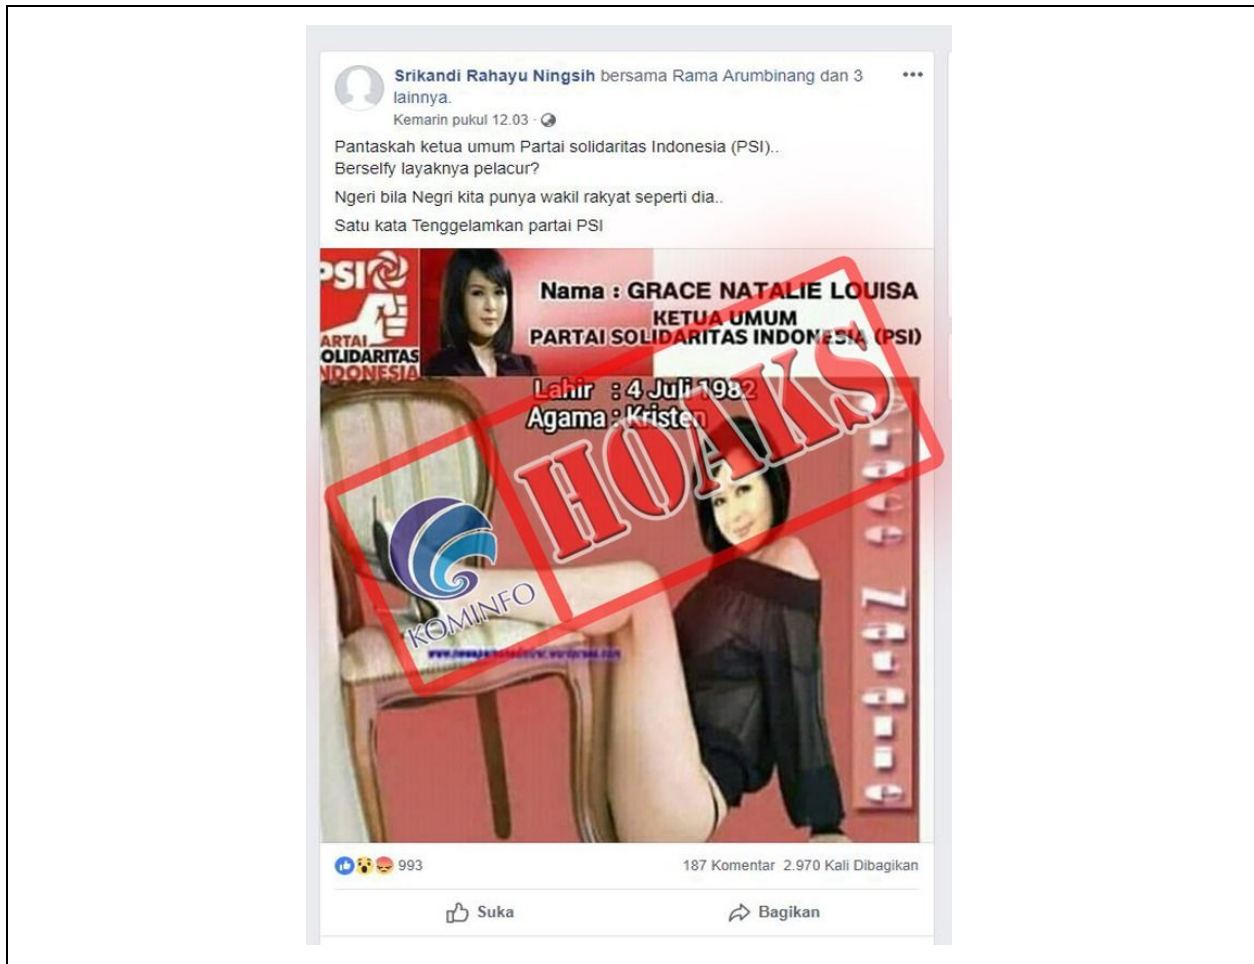 Srikandi Rahayu Ningsih bersama Rama Arumbinang dan 3
lainnya.
Kemarin pukul 12.03 ·
Pantaskah ketua umum Partai solidaritas Indonesia (PSI)..
Berselfy layaknya pelacur?
Ngeri bila Negri kita punya wakil rakyat seperti dia..
Satu kata Tenggelamkan partai PSI
PSI
PARTAI
SOLIDARITAS
INDONESIA
Nama : GRACE NATALIE LOUISA
KETUA UMUM
PARTAI SOLIDARITAS INDONESIA (PSI)
Lahir : 4 Juli 1982
Agama : Kristen
HOAKS
KOMINFO
993
187 Komentar 2.970 Kali Dibagikan
Suka
Bagikan